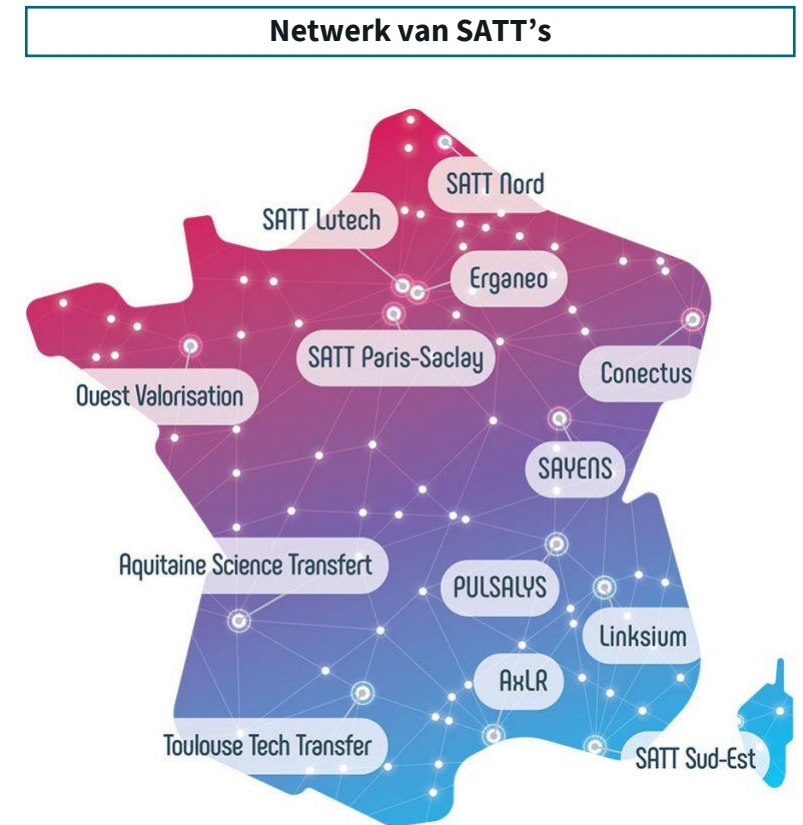 Netwerk van SATT’s
SATT Nord
SATT Lutech
Erganeo
SATT Paris-Saclay
Conectus
Ouest Valorisation
SAYENS
Aquitaine Science Transfert
PULSALYS
Linksium
AxLR
Toulouse Tech Transfer
SATT Sud-Est